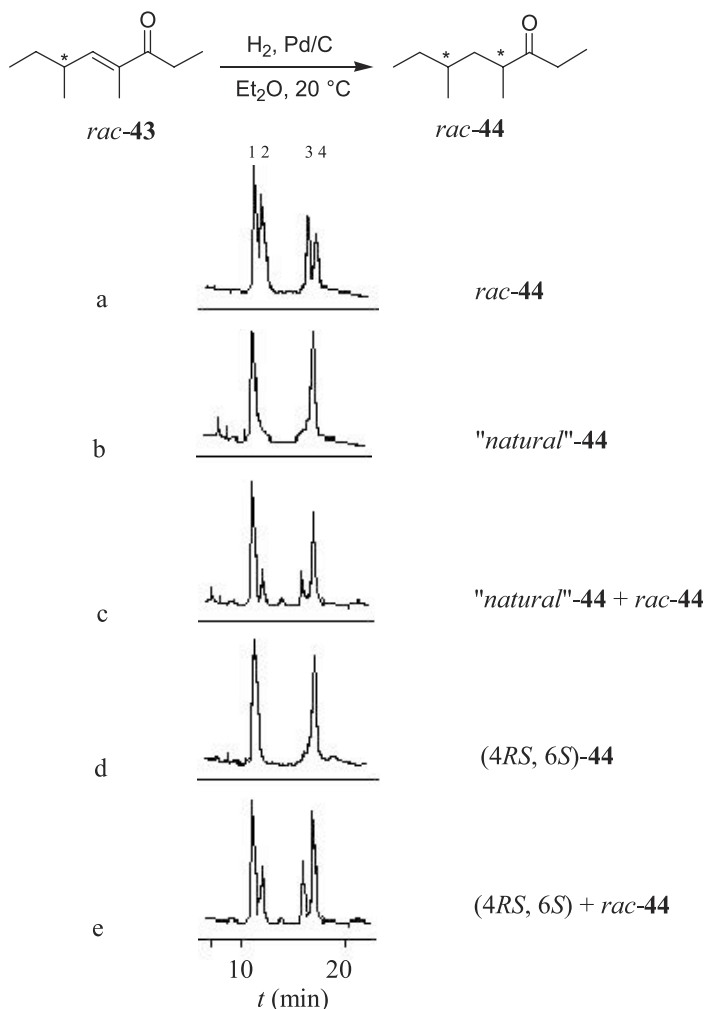 O
O
H₂, Pd/C
*
*
*
Et₂O, 20 °C
rac-43
rac-44
1 2
3 4
a
rac-44
b
"natural"-44
c
"natural"-44 + rac-44
d
(4RS, 6S)-44
e
(4RS, 6S) + rac-44
10
20
t (min)